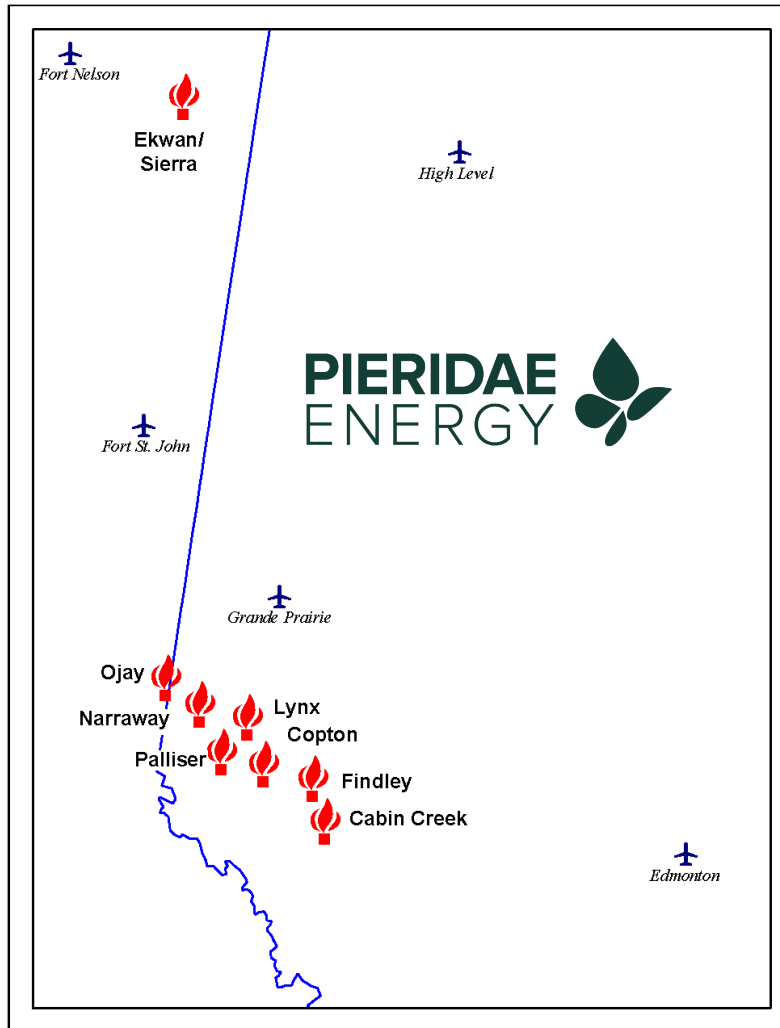 Fort Nelson
Ekwan/
Sierra
High Level
PIERIDAE
ENERGY
Fort St. John
Grande Prairie
Ojay
Narraway
Lynx
Copton
Palliser
Findley
Cabin Creek
Edmonton